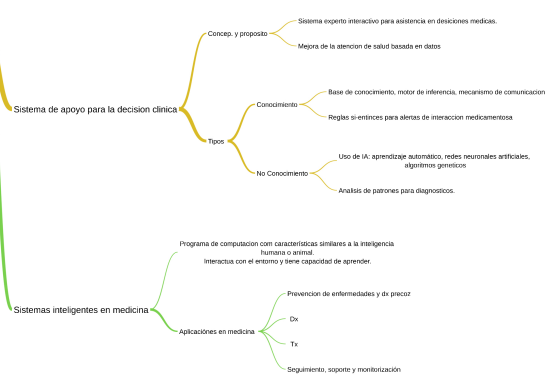 Sistema de apoyo para la decision clinica
Concep. y proposito
Sistema experto interactivo para asistencia en desiciones medicas.
Mejora de la atencion de salud basada en datos
Tipos
Conocimiento
Base de conocimiento, motor de inferencia, mecanismo de comunicacion
Reglas si-entinces para alertas de interaccion medicamentosa
No Conocimiento
Uso de IA: aprendizaje automático, redes neuronales artificiales,
algoritmos geneticos
Analisis de patrones para diagnosticos.
Sistemas inteligentes en medicina
Programa de computacion com características similares a la inteligencia
humana o animal.
Interactua con el entorno y tiene capacidad de aprender.
Aplicaciónes en medicina
Prevencion de enfermedades y dx precoz
Dx
Tx
Seguimiento, soporte y monitorización